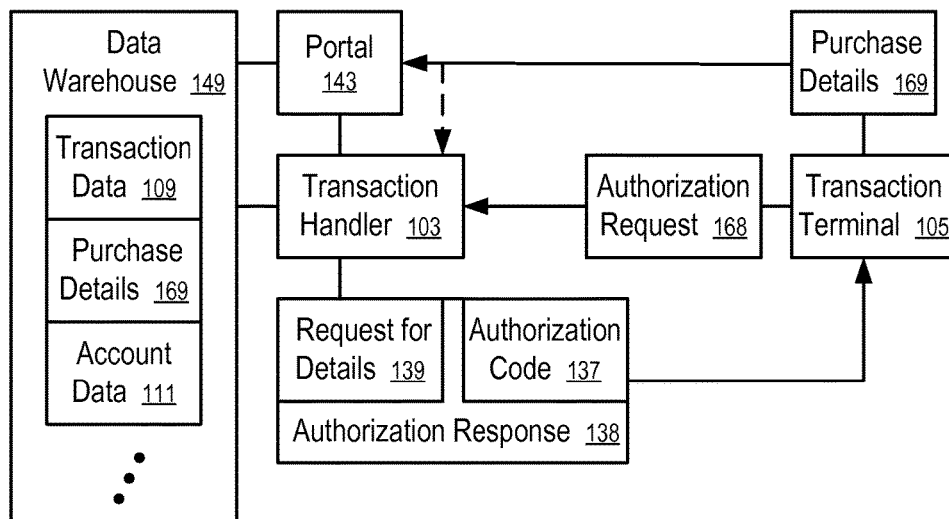 Data
Warehouse 149
Transaction
Data 109
Purchase
Details 169
Account
Data 111
Portal
143
Purchase
Details 169
Transaction
Handler 103
Authorization
Request 168
Transaction
Terminal 105
Request for
Details 139
Authorization
Code 137
Authorization Response 138